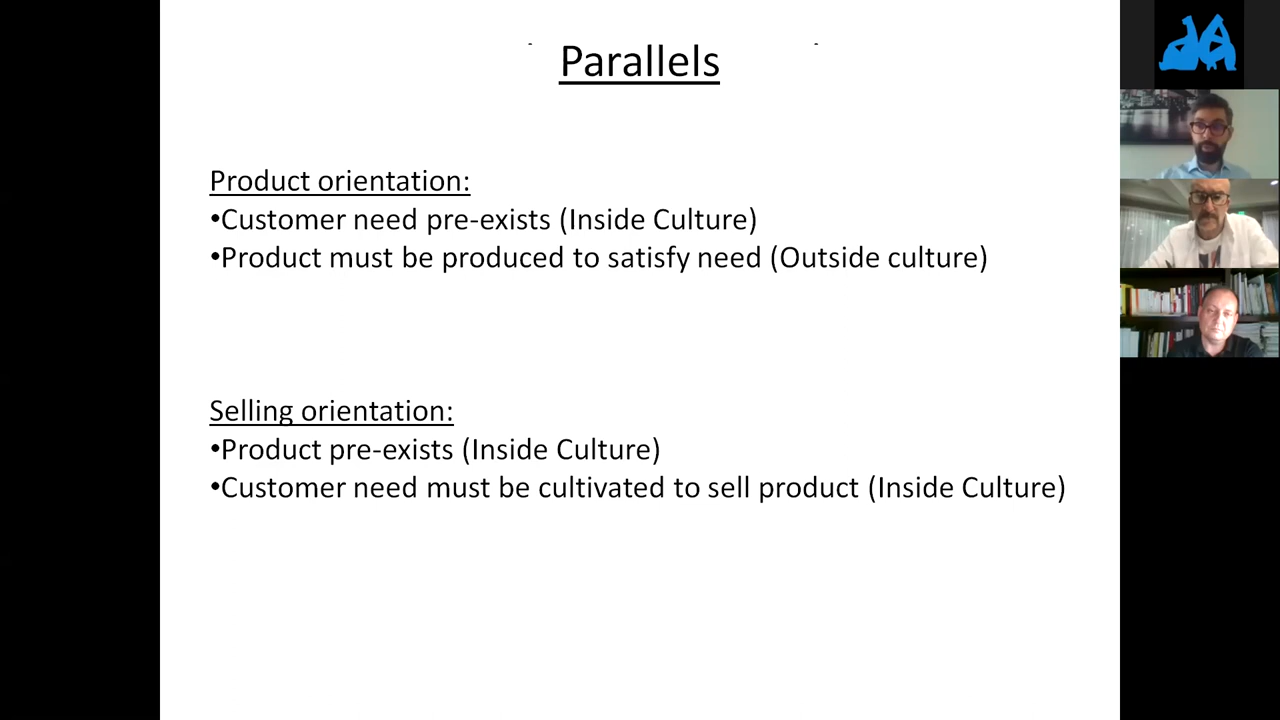 Parallels
Product orientation:
•Customer need pre-exists (Inside Culture)
•Product must be produced to satisfy need (Outside culture)
Selling orientation:
•Product pre-exists (Inside Culture)
•Customer need must be cultivated to sell product (Inside Culture)